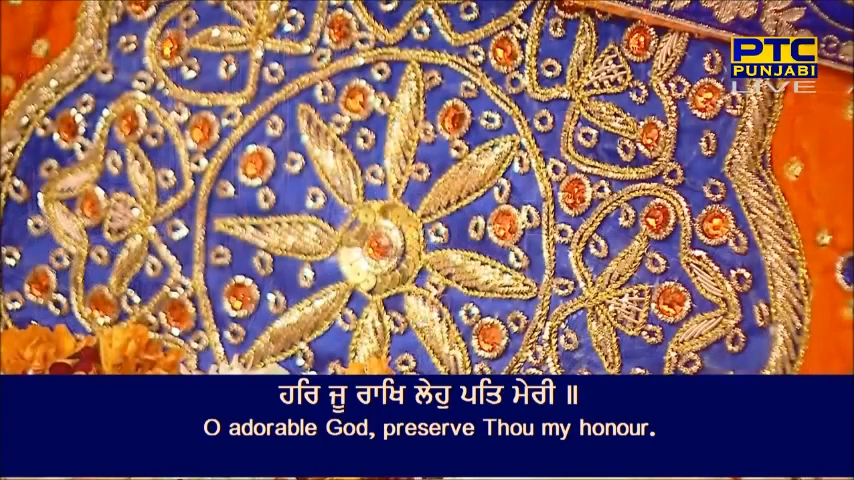 PTC
PUNJABI
LIVE
ਹਰਿ ਜੂ ਰਾਖਿ ਲੇਹੁ ਪਤਿ ਮੇਰੀ ॥
O adorable God, preserve Thou my honour.